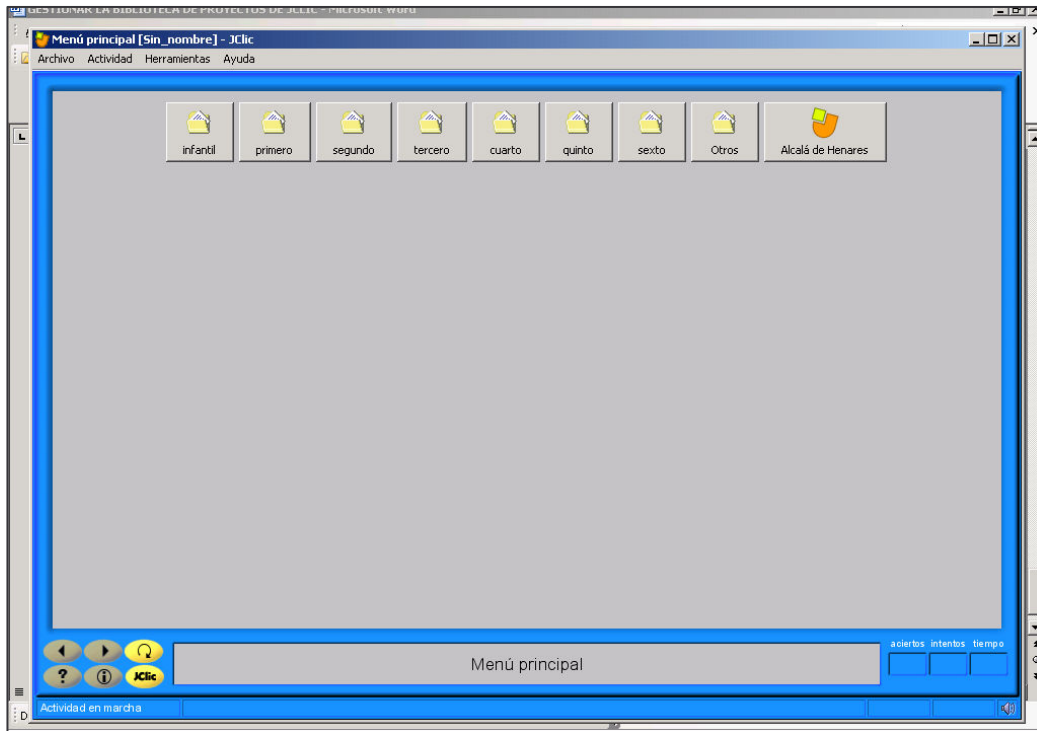 GESTIONAR LA BIBLIOTECA DE PROYECTOS DE JCLIC - Microsoft Word
Menú principal [Sin_nombre] - JClic
Archivo Actividad Herramientas Ayuda
infantil primero segundo tercero cuarto quinto sexto Otros Alcalá de Henares
aciertos intentos tiempo
Menú principal
? i JClic
Actividad en marcha
D